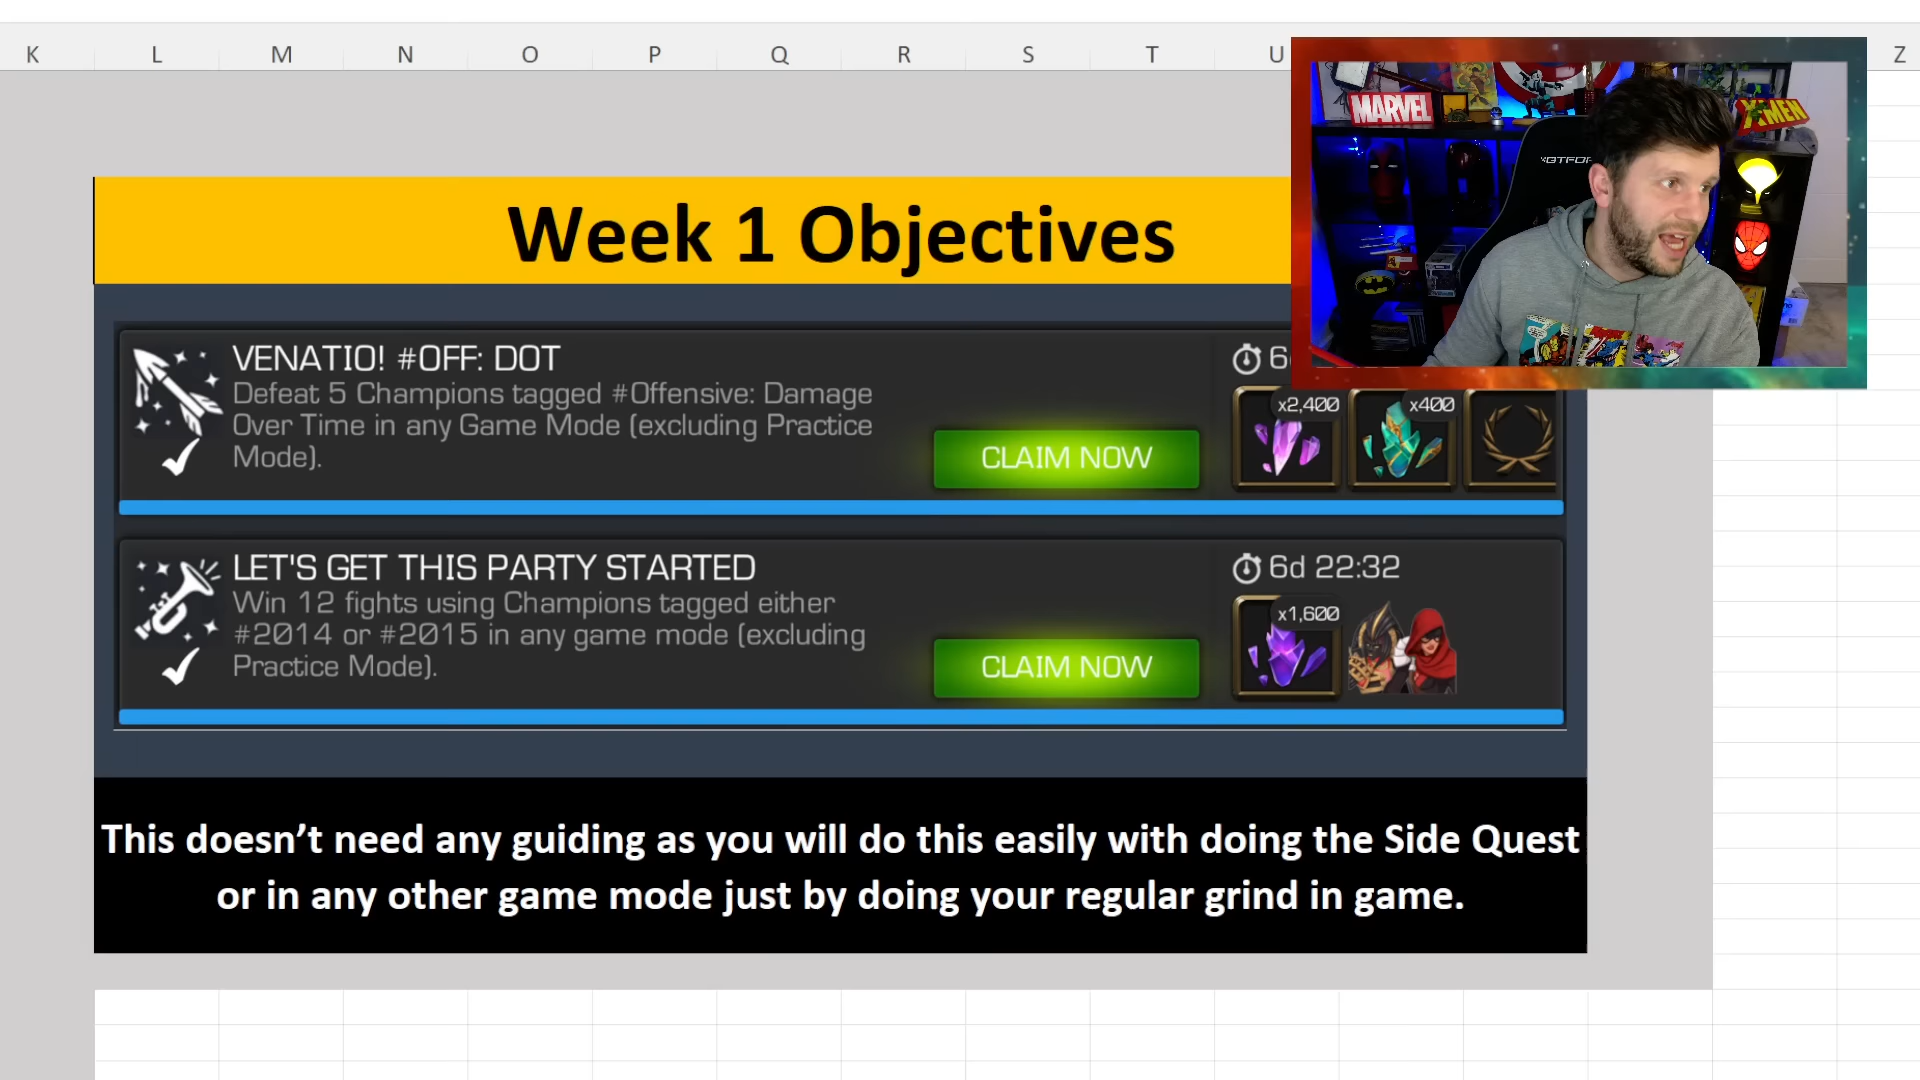 K L M N O P Q R S T U Z
MARVEL
X-MEN
Week 1 Objectives
VENATIO! #OFF: DOT
Defeat 5 Champions tagged #Offensive: Damage
Over Time in any Game Mode (excluding Practice
Mode).
CLAIM NOW
x2,400
x400
LET'S GET THIS PARTY STARTED
Win 12 fights using Champions tagged either
#2014 or #2015 in any game mode (excluding
Practice Mode).
CLAIM NOW
6d 22:32
x1,600
This doesn't need any guiding as you will do this easily with doing the Side Quest
or in any other game mode just by doing your regular grind in game.